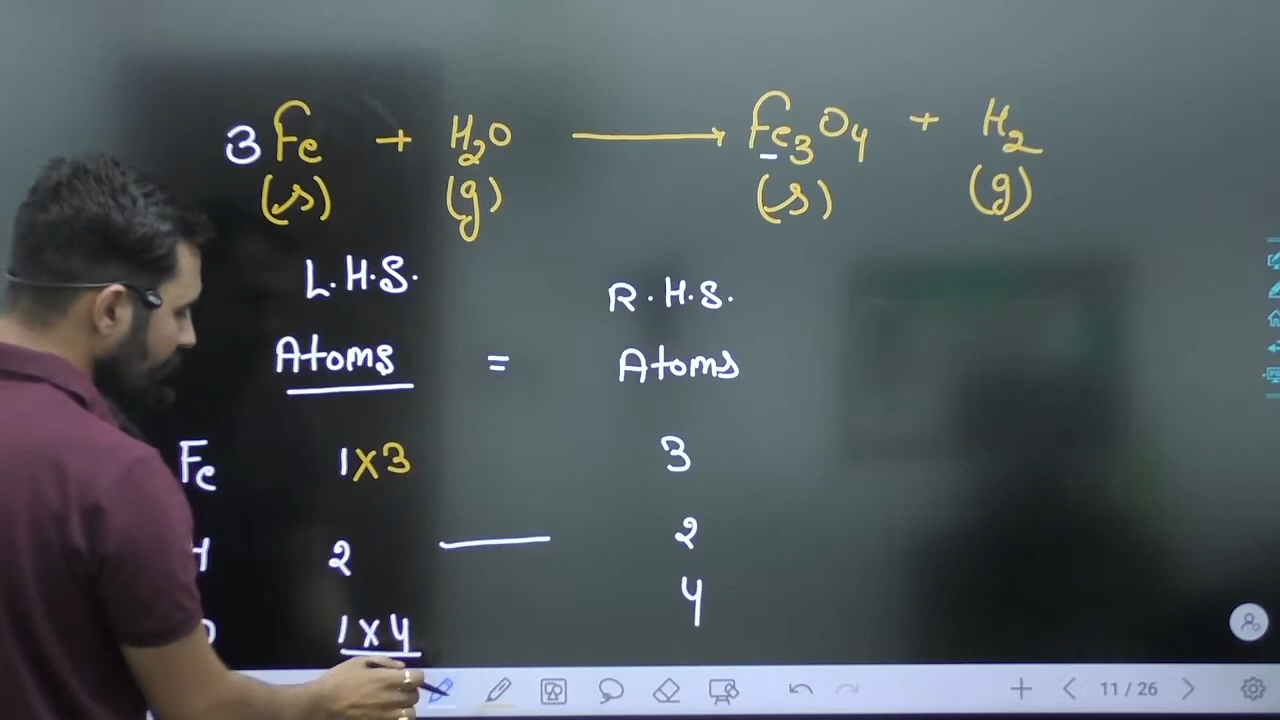 3Fe + H₂O ⟶ Fe₃O₄ + H₂
(s) (g) (s) (g)
L.H.S. R.H.S.
Atoms = Atoms
Fe 1x3 3
H 2 — 2
1x4 4
11 / 26